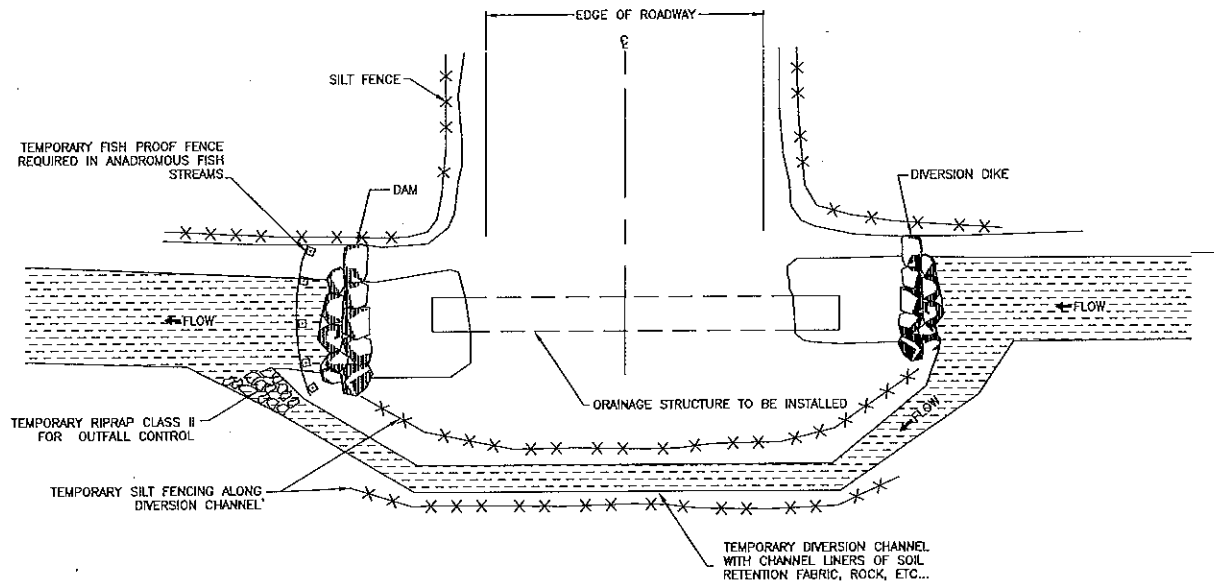 EDGE OF ROADWAY
℄
SILT FENCE
TEMPORARY FISH PROOF FENCE
REQUIRED IN ANADROMOUS FISH
STREAMS
DAM
DIVERSION DIKE
FLOW
FLOW
DRAINAGE STRUCTURE TO BE INSTALLED
FLOW
TEMPORARY RIPRAP CLASS II
FOR OUTFALL CONTROL
TEMPORARY SILT FENCING ALONG
DIVERSION CHANNEL
TEMPORARY DIVERSION CHANNEL
WITH CHANNEL LINERS OF SOIL
RETENTION FABRIC, ROCK, ETC...